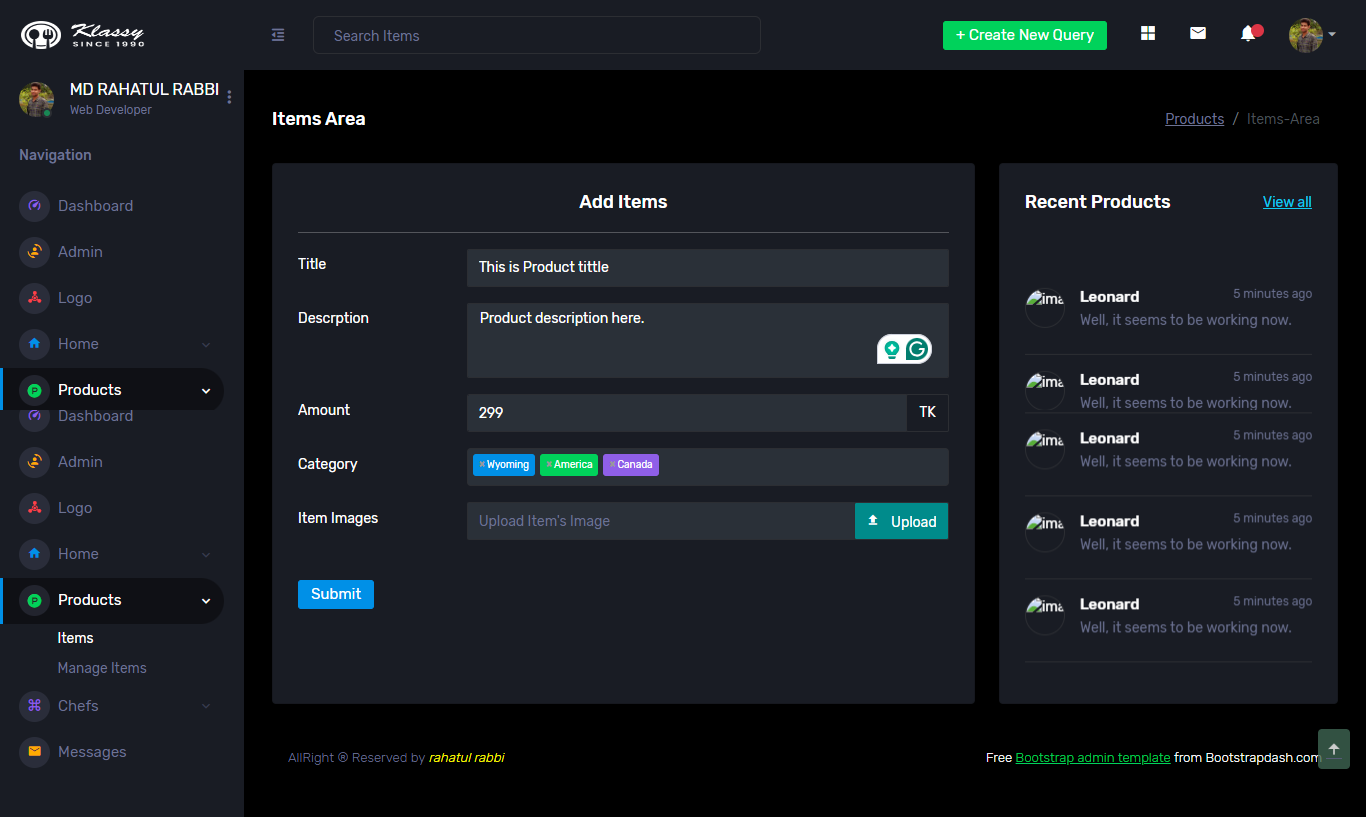 Klassy
SINCE 1990
Search Items
+ Create New Query
MD RAHATUL RABBI
Web Developer
Navigation
Dashboard
Admin
Logo
Home
Products
Dashboard
Admin
Logo
Home
Products
Items
Manage Items
Chefs
Messages
Items Area
Products / Items-Area
Add Items
Title
This is Product tittle
Descrption
Product description here.
Amount
299
TK
Category
×Wyoming ×America ×Canada
Item Images
Upload Item's Image
Upload
Submit
Recent Products
View all
ima
Leonard
5 minutes ago
Well, it seems to be working now.
ima
Leonard
5 minutes ago
Well, it seems to be working now.
ima
Leonard
5 minutes ago
Well, it seems to be working now.
ima
Leonard
5 minutes ago
Well, it seems to be working now.
ima
Leonard
5 minutes ago
Well, it seems to be working now.
AllRight ® Reserved by rahatul rabbi
Free Bootstrap admin template from Bootstrapdash.com